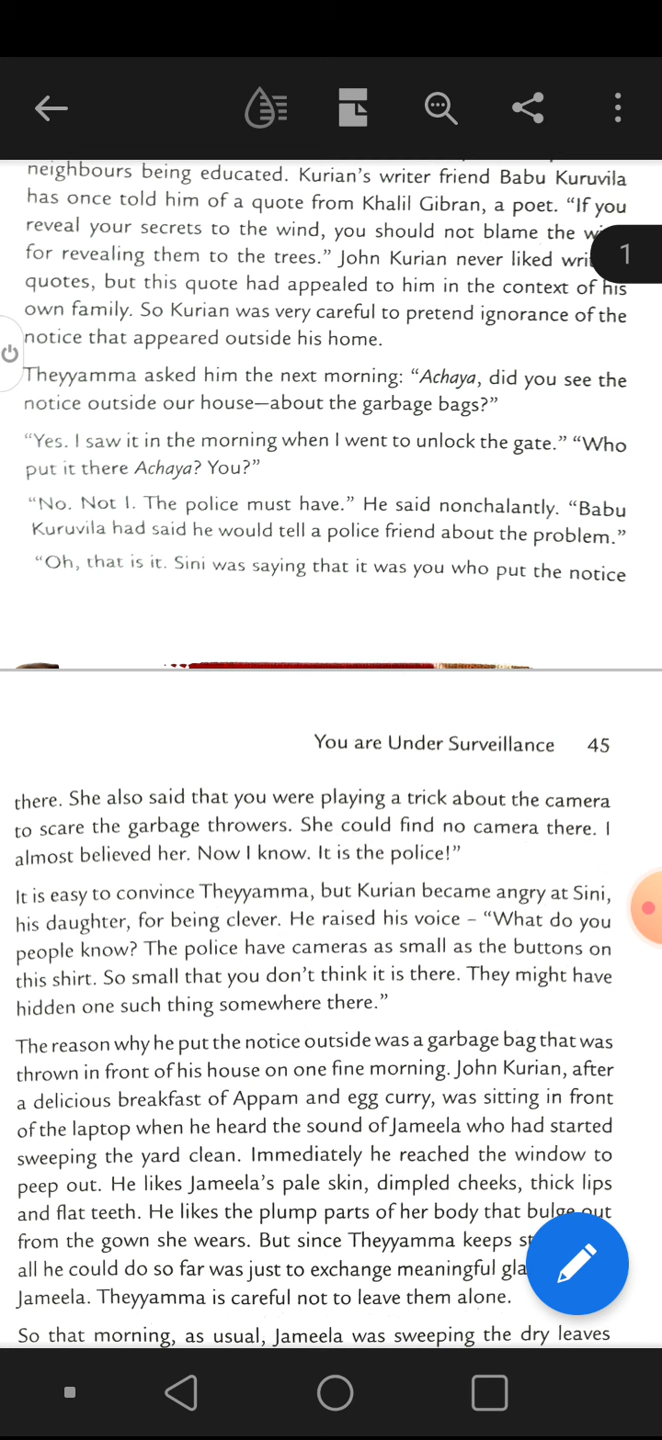 neighbours being educated. Kurian's writer friend Babu Kuruvila
has once told him of a quote from Khalil Gibran, a poet. "If you
reveal your secrets to the wind, you should not blame the
for revealing them to the trees." John Kurian never liked
1
quotes, but this quote had appealed to him in the context of his
own family. So Kurian was very careful to pretend ignorance of the
notice that appeared outside his home.
Theyyamma asked him the next morning: "Achaya, did you see the
notice outside our house—about the garbage bags?"
"Yes. I saw it in the morning when I went to unlock the gate." "Who
put it there Achaya? You?"
"No. Not I. The police must have." He said nonchalantly. "Babu
Kuruvila had said he would tell a police friend about the problem."
"Oh, that is it. Sini was saying that it was you who put the notice
You are Under Surveillance 45
there. She also said that you were playing a trick about the camera
to scare the garbage throwers. She could find no camera there. I
almost believed her. Now I know. It is the police!"
It is easy to convince Theyyamma, but Kurian became angry at Sini,
his daughter, for being clever. He raised his voice – "What do you
people know? The police have cameras as small as the buttons on
this shirt. So small that you don't think it is there. They might have
hidden one such thing somewhere there."
The reason why he put the notice outside was a garbage bag that was
thrown in front of his house on one fine morning. John Kurian, after
a delicious breakfast of Appam and egg curry, was sitting in front
of the laptop when he heard the sound of Jameela who had started
sweeping the yard clean. Immediately he reached the window to
peep out. He likes Jameela's pale skin, dimpled cheeks, thick lips
and flat teeth. He likes the plump parts of her body that bulge out
from the gown she wears. But since Theyyamma keeps
all he could do so far was just to exchange meaningful
Jameela. Theyyamma is careful not to leave them alone.
So that morning, as usual, Jameela was sweeping the dry leaves